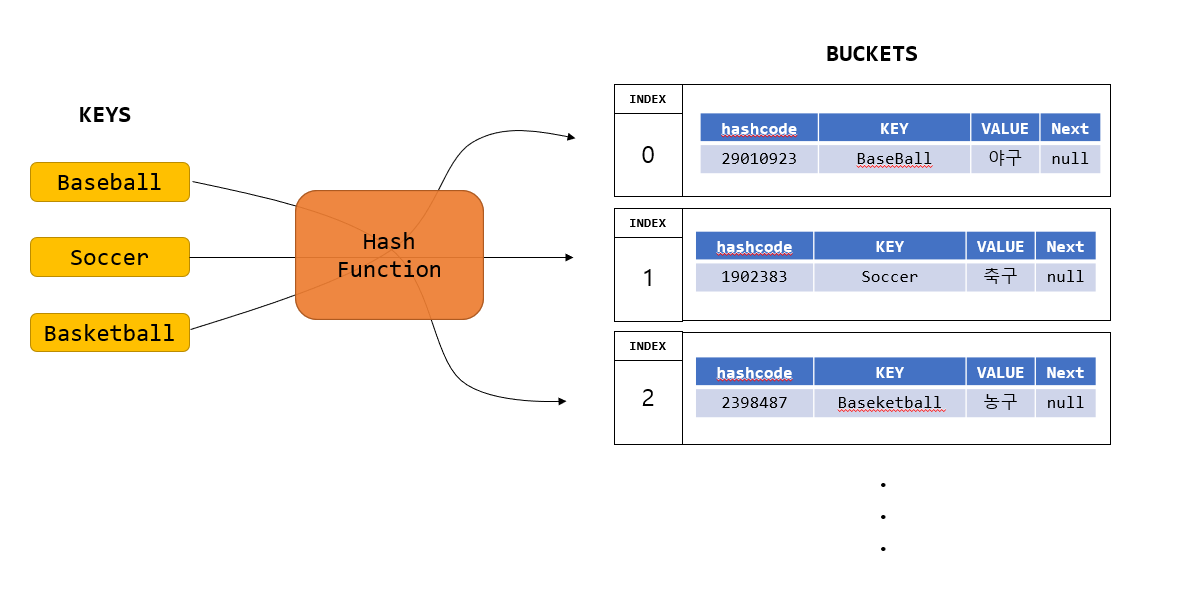 KEYS
Baseball
Soccer
Basketball
Hash
Function
BUCKETS
INDEX
0
hashcode KEY VALUE Next
29010923 BaseBall 야구 null
INDEX
1
hashcode KEY VALUE Next
1902383 Soccer 축구 null
INDEX
2
hashcode KEY VALUE Next
2398487 Baseketball 농구 null